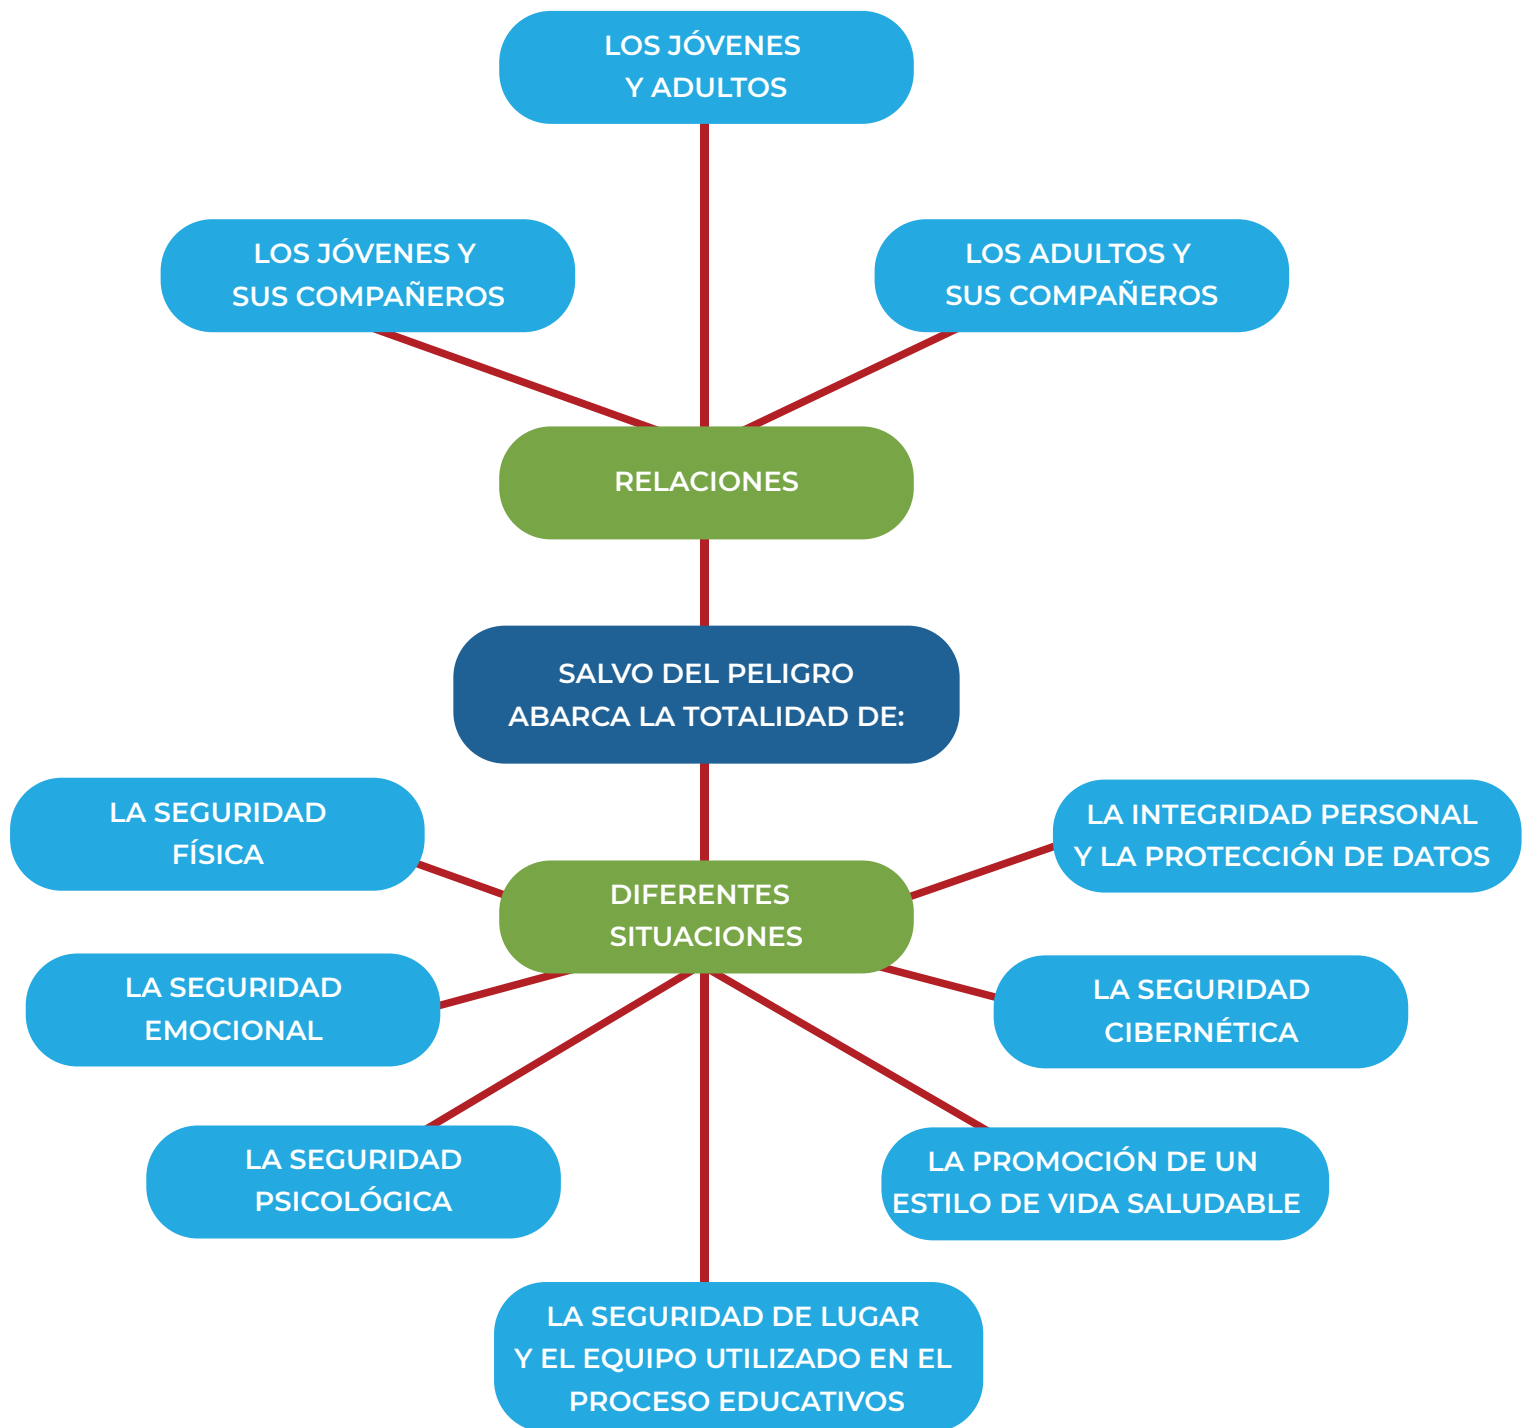 LOS JÓVENES
Y ADULTOS
LOS JÓVENES Y
SUS COMPAÑEROS
LOS ADULTOS Y
SUS COMPAÑEROS
RELACIONES
SALVO DEL PELIGRO
ABARCA LA TOTALIDAD DE:
LA SEGURIDAD
FÍSICA
LA INTEGRIDAD PERSONAL
Y LA PROTECCIÓN DE DATOS
DIFERENTES
SITUACIONES
LA SEGURIDAD
EMOCIONAL
LA SEGURIDAD
CIBERNÉTICA
LA SEGURIDAD
PSICOLÓGICA
LA PROMOCIÓN DE UN
ESTILO DE VIDA SALUDABLE
LA SEGURIDAD DE LUGAR
Y EL EQUIPO UTILIZADO EN EL
PROCESO EDUCATIVOS